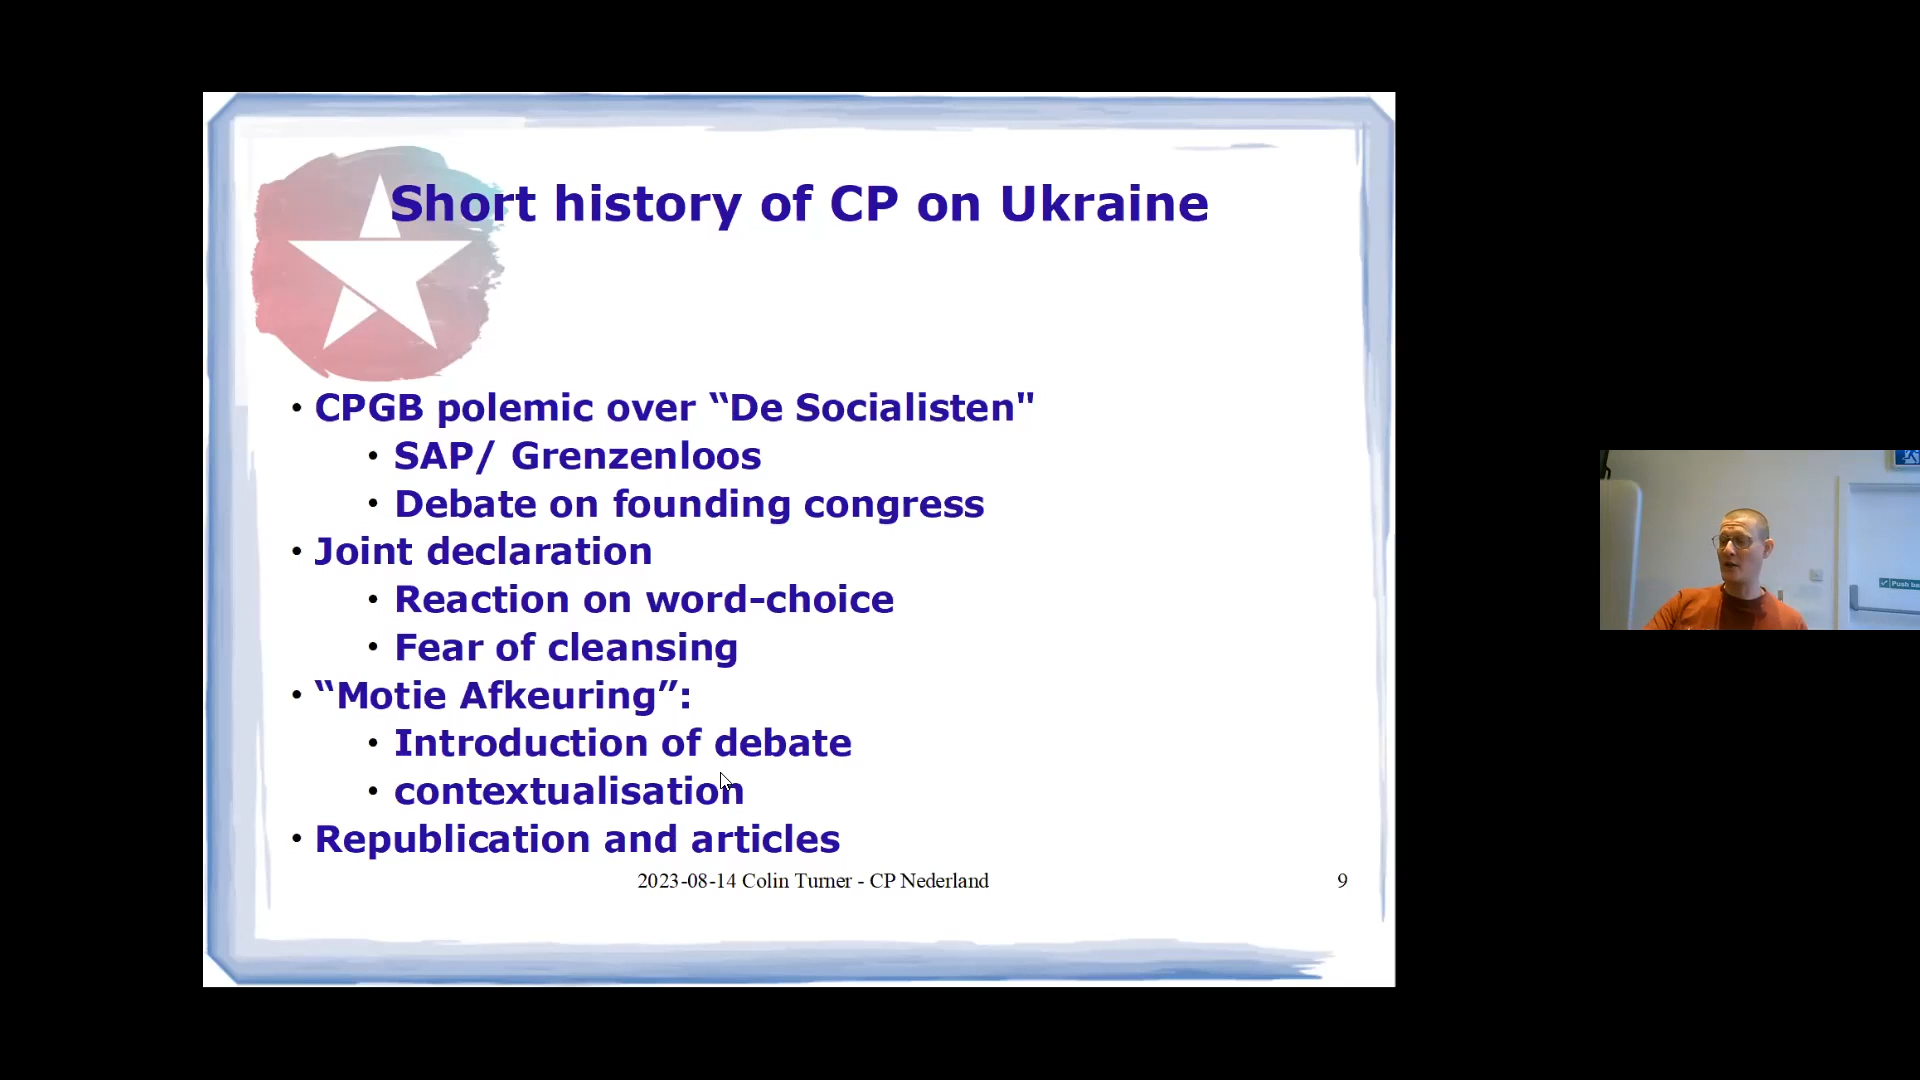 Short history of CP on Ukraine
• CPGB polemic over “De Socialisten"
• SAP/ Grenzenloos
• Debate on founding congress
• Joint declaration
• Reaction on word-choice
• Fear of cleansing
• “Motie Afkeuring”:
• Introduction of debate
• contextualisation
• Republication and articles
2023-08-14 Colin Turner - CP Nederland
9
Push